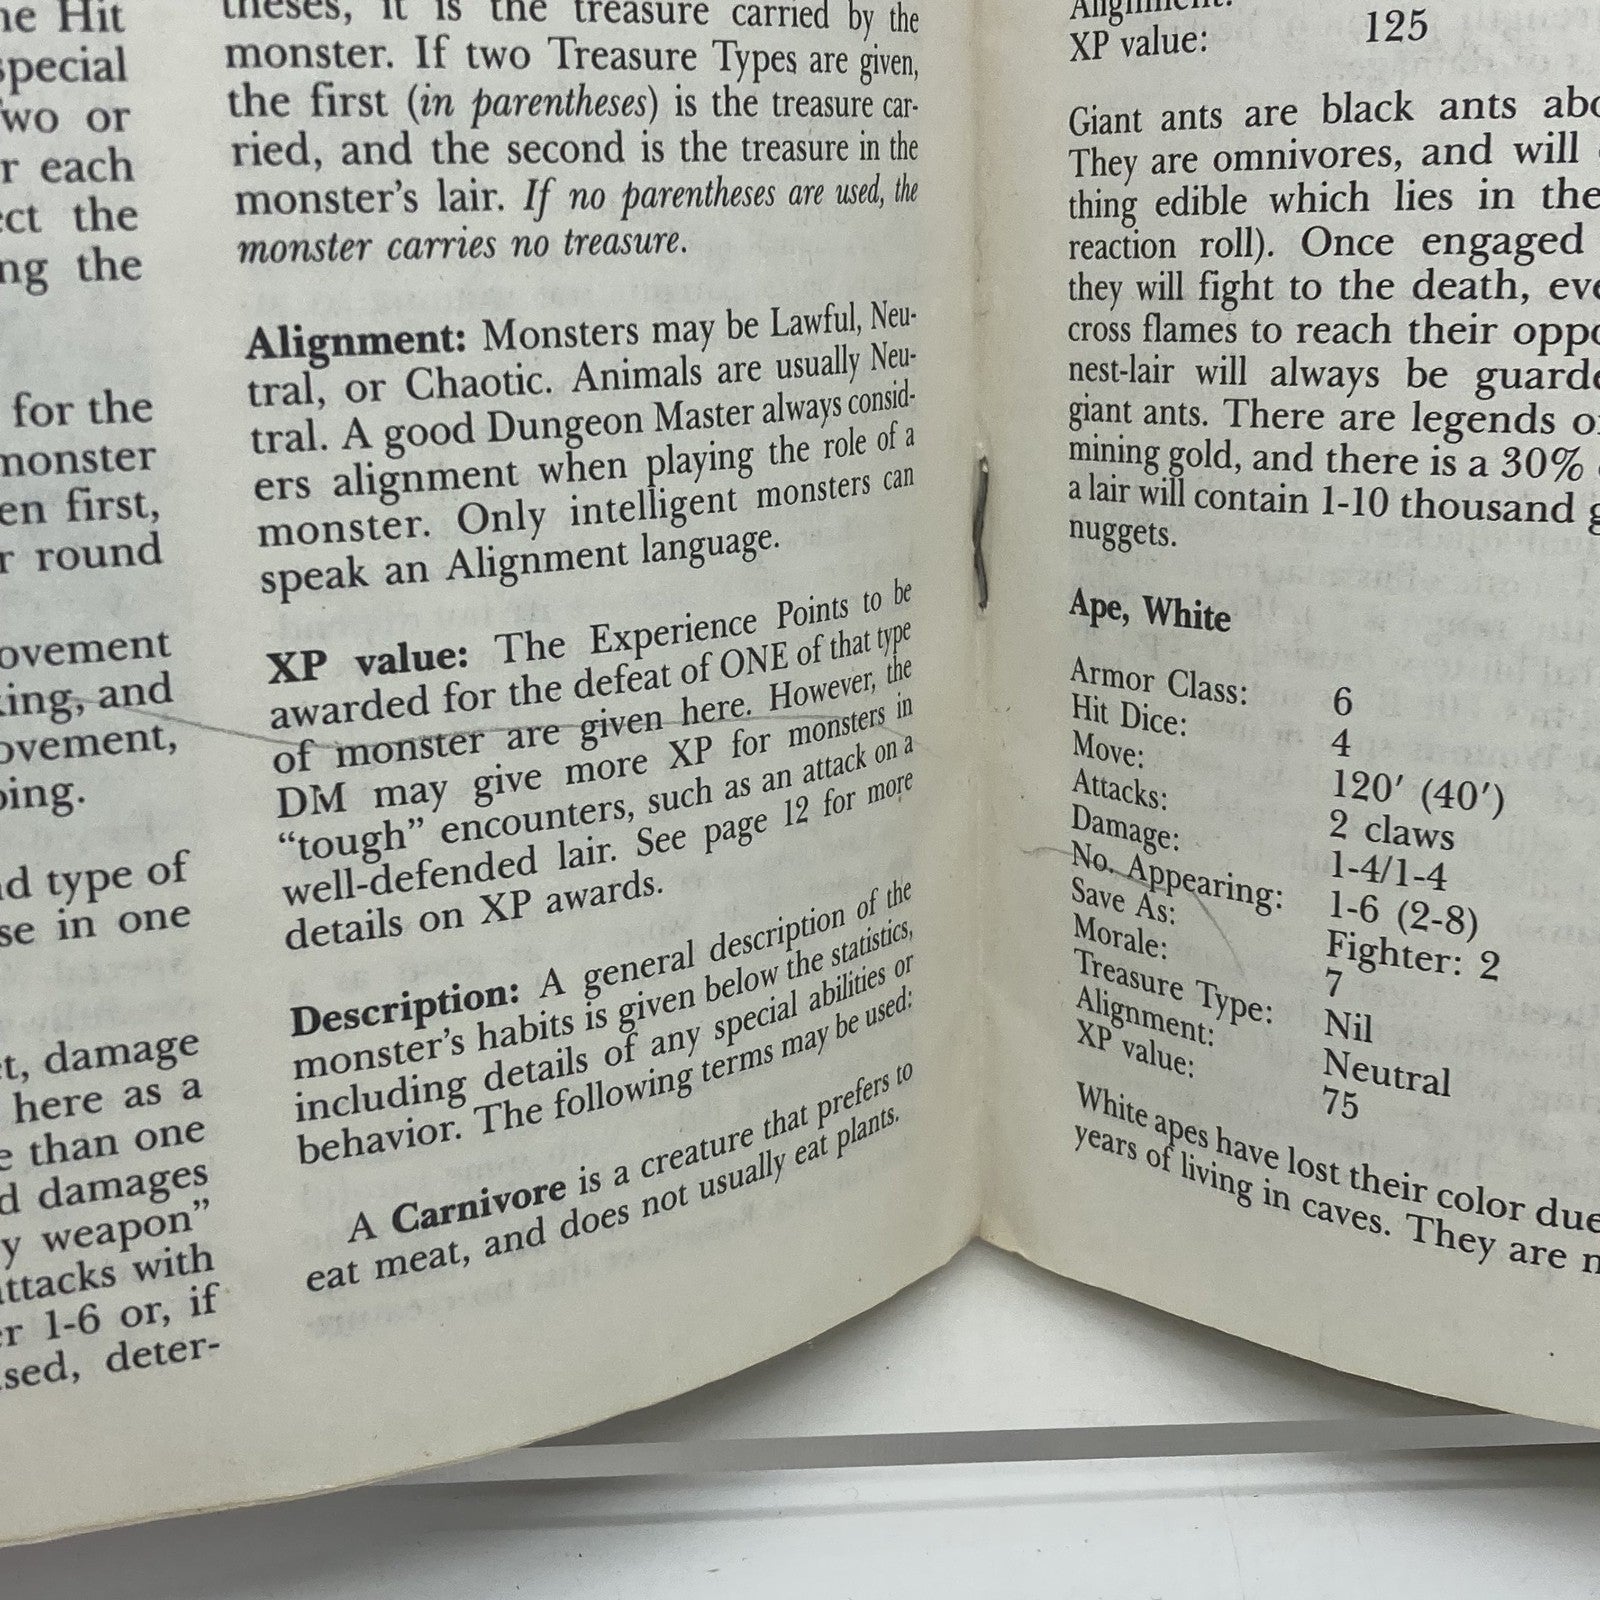 he Hit
special
Two or
r each
ect the
ng the
for the
monster
en first,
r round
ovement
king, and
ovement,
ping.
nd type of
se in one
t, damage
here as a
e than one
d damages
y weapon”
attacks with
er 1-6 or, if
used, deter-
theses, it is the treasure carried by the
monster. If two Treasure Types are given,
the first (in parentheses) is the treasure car-
ried, and the second is the treasure in the
monster’s lair. If no parentheses are used, the
monster carries no treasure.
Alignment: Monsters may be Lawful, Neu-
tral, or Chaotic. Animals are usually Neu-
tral. A good Dungeon Master always consid-
ers alignment when playing the role of a
monster. Only intelligent monsters can
speak an Alignment language.
XP value: The Experience Points to be
awarded for the defeat of ONE of that type
of monster are given here. However, the
DM may give more XP for monsters in
“tough” encounters, such as an attack on a
well-defended lair. See page 12 for more
details on XP awards.
Description: A general description of the
monster’s habits is given below the statistics,
including details of any special abilities or
behavior. The following terms may be used:
A Carnivore is a creature that prefers to
eat meat, and does not usually eat plants.
Alignment:
XP value: 125
Giant ants are black ants abo
They are omnivores, and will
thing edible which lies in the
reaction roll). Once engaged
they will fight to the death, eve
cross flames to reach their oppo
nest-lair will always be guarde
giant ants. There are legends o
mining gold, and there is a 30%
a lair will contain 1-10 thousand g
nuggets.
Ape, White
Armor Class: 6
Hit Dice: 4
Move: 120′ (40′)
Attacks: 2 claws
Damage: 1-4/1-4
No. Appearing: 1-6 (2-8)
Save As: Fighter: 2
Morale: 7
Treasure Type: Nil
Alignment: Neutral
XP value: 75
White apes have lost their color due
years of living in caves. They are n